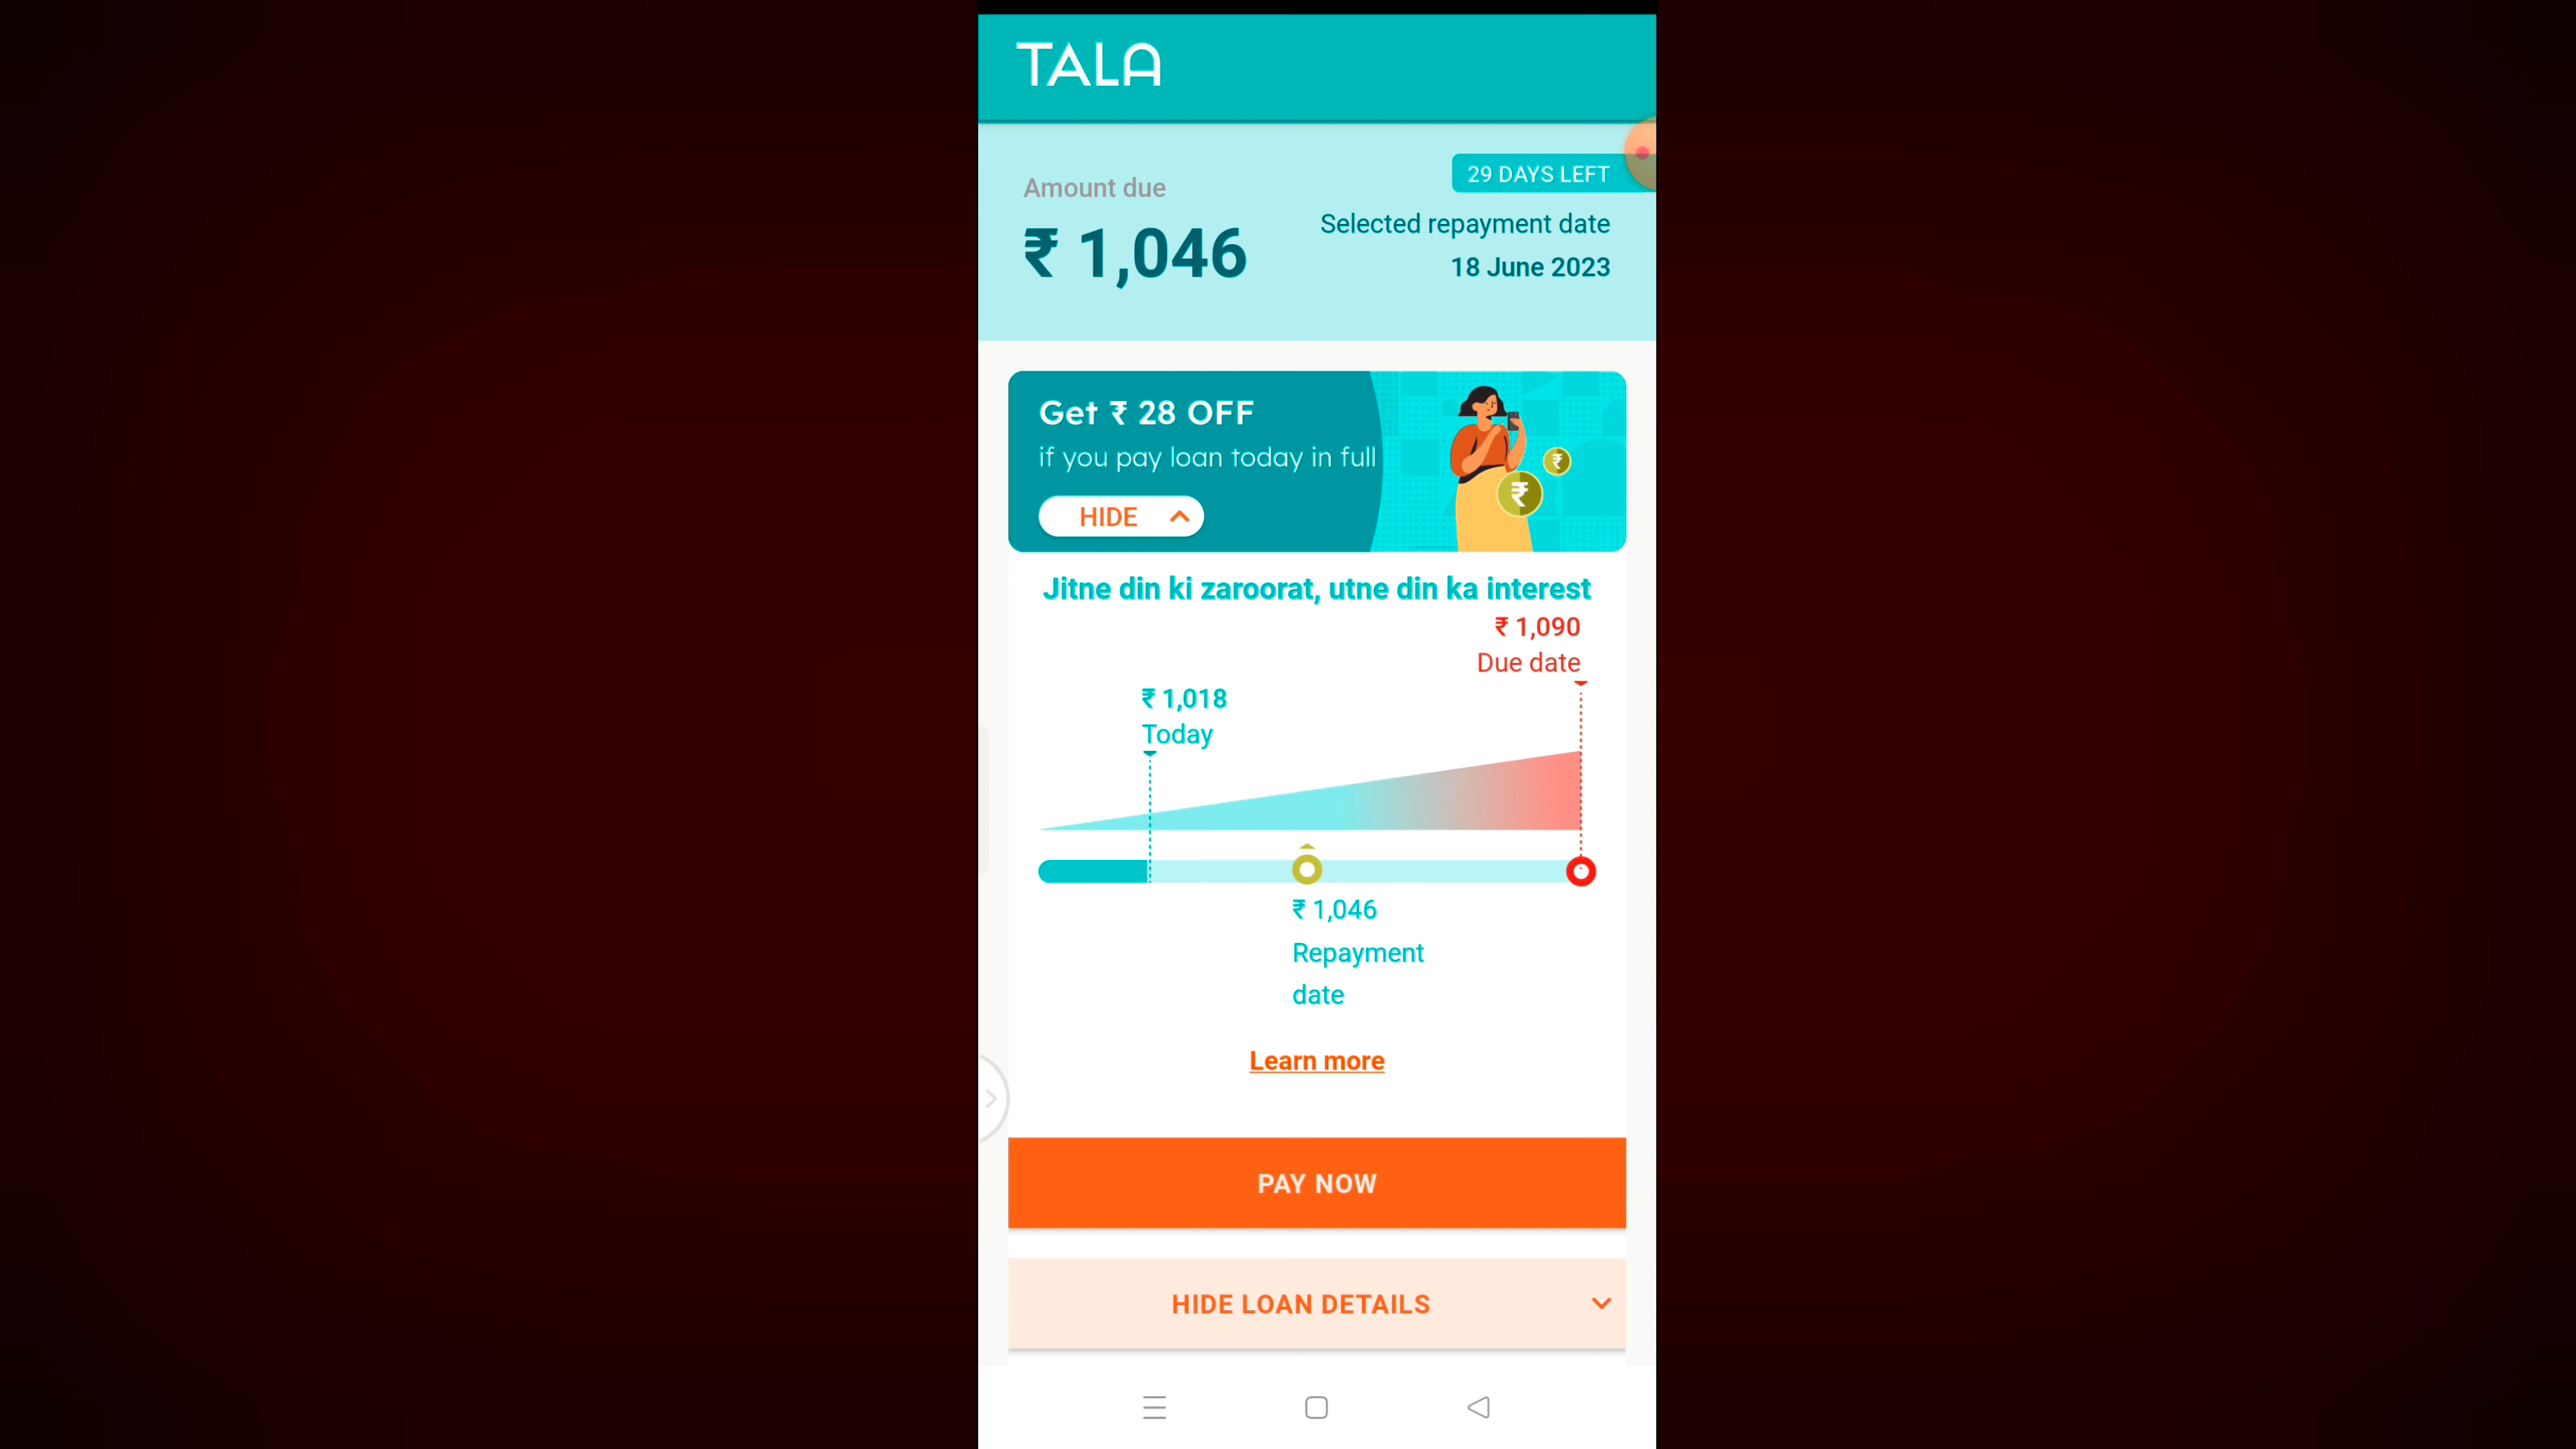 TALA
29 DAYS LEFT
Amount due
₹ 1,046
Selected repayment date
18 June 2023
Get ₹ 28 OFF
if you pay loan today in full
HIDE
Jitne din ki zaroorat, utne din ka interest
₹ 1,090
Due date
₹ 1,018
Today
₹ 1,046
Repayment
date
Learn more
PAY NOW
HIDE LOAN DETAILS